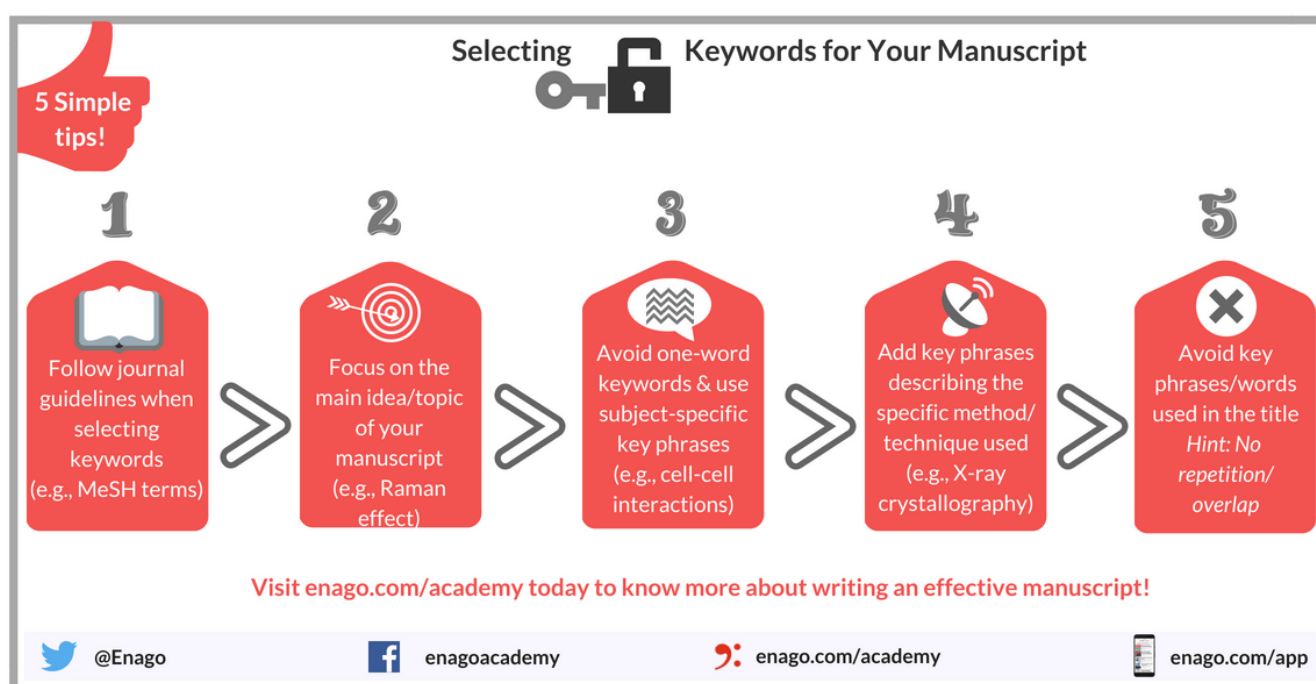 Selecting Keywords for Your Manuscript
5 Simple
tips!
1
Follow journal
guidelines when
selecting
keywords
(e.g., MeSH terms)
2
Focus on the
main idea/topic
of your
manuscript
(e.g., Raman
effect)
3
Avoid one-word
keywords & use
subject-specific
key phrases
(e.g., cell-cell
interactions)
4
Add key phrases
describing the
specific method/
technique used
(e.g., X-ray
crystallography)
5
Avoid key
phrases/words
used in the title
Hint: No
repetition/
overlap
Visit enago.com/academy today to know more about writing an effective manuscript!
@Enago
enagoacademy
enago.com/academy
enago.com/app